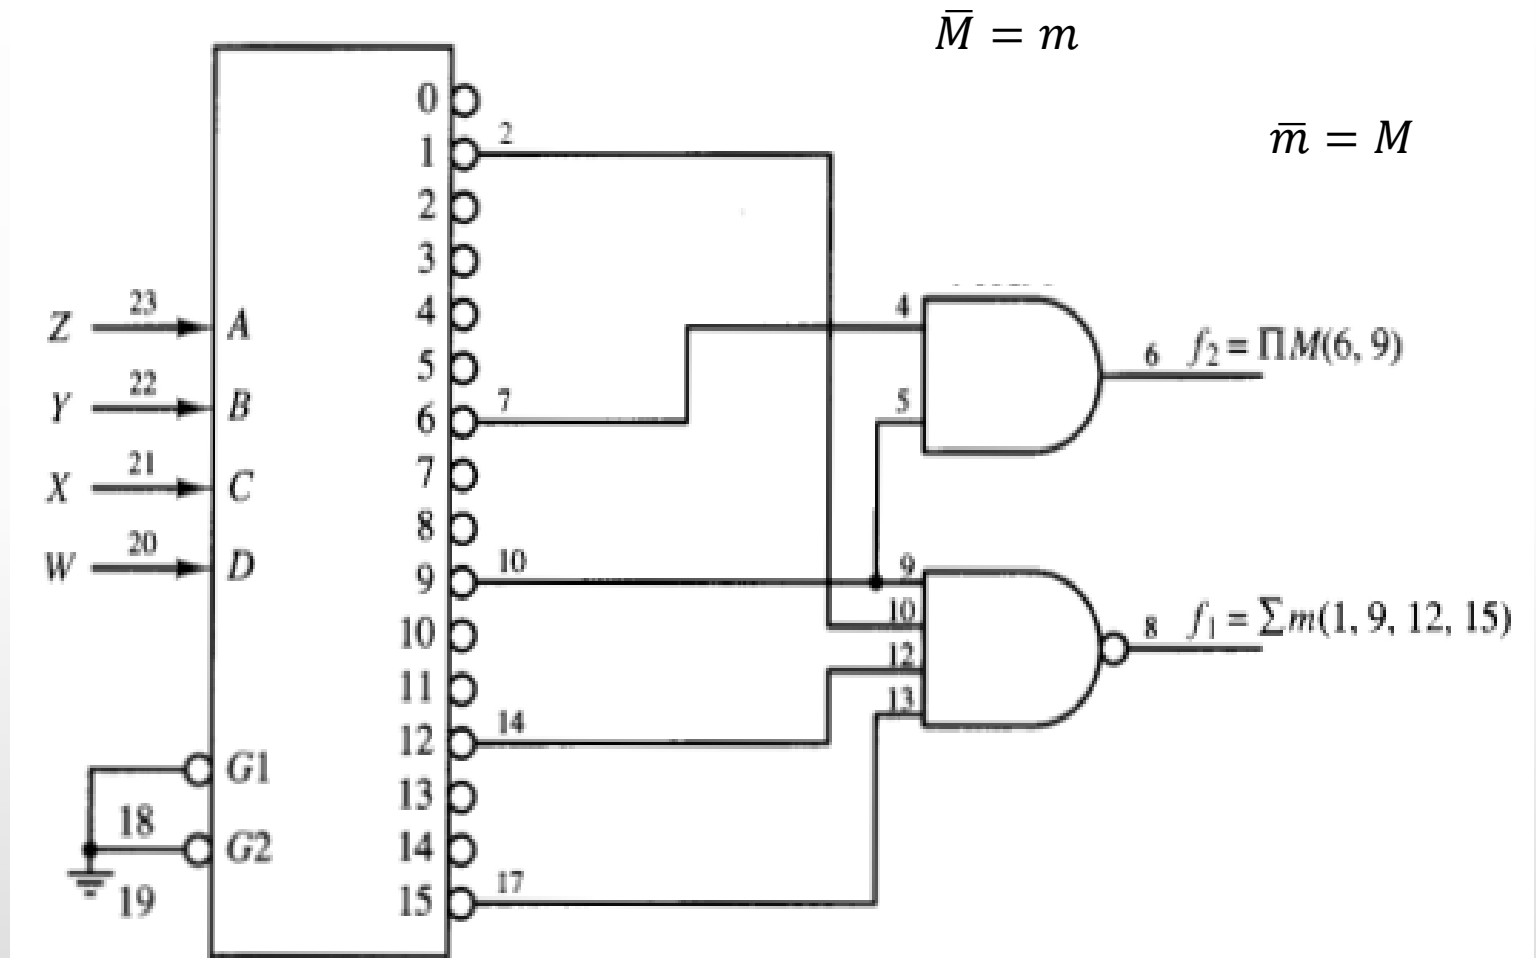 M̅ = m
m̅ = M
0
1 2
2
3
4
5
6 7
7
8
9 10
10
11
12 14
13
14
15 17
Z 23 A
Y 22 B
X 21 C
W 20 D
G1
18 G2
19
4
5
6 f₂ = ΠM(6, 9)
9
10
12
13
8 f₁ = Σm(1, 9, 12, 15)